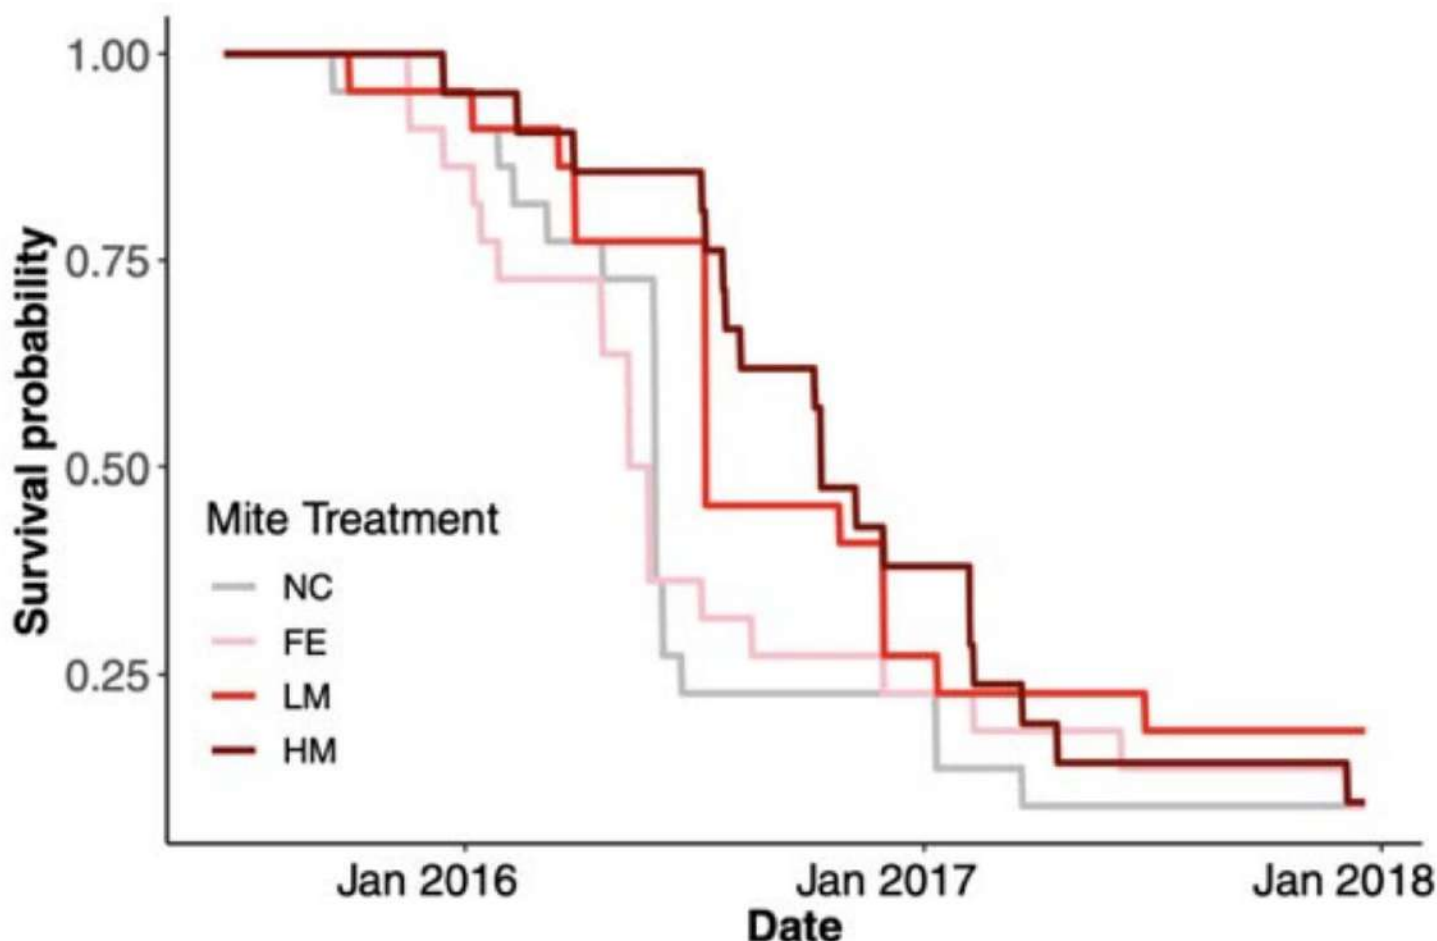 Survival probability
1.00
0.75
0.50
0.25
Mite Treatment
NC
FE
LM
HM
Jan 2016
Jan 2017
Jan 2018
Date